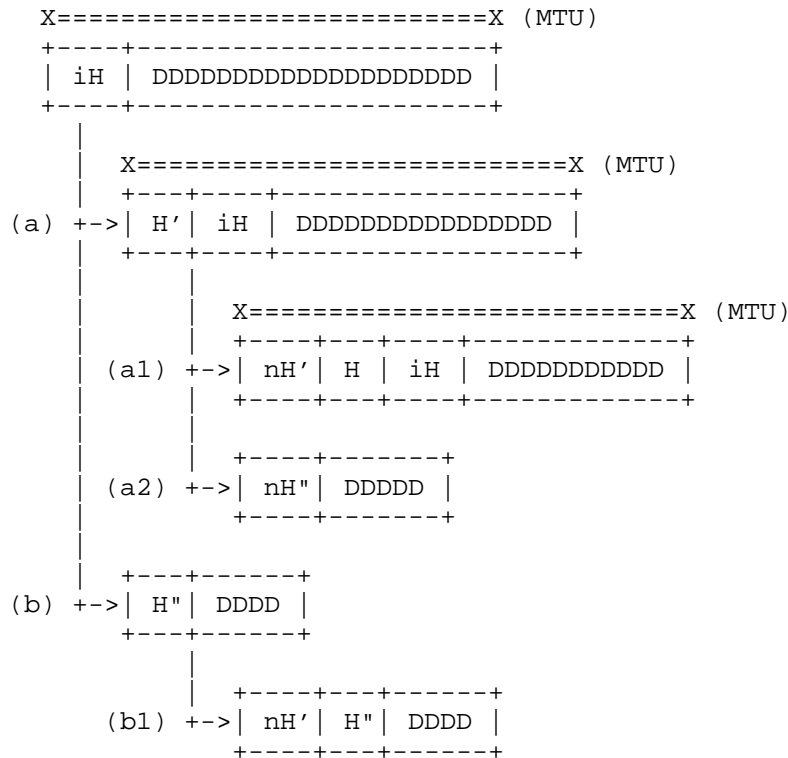 X===========================X (MTU)
+----+----------------------+
| iH | DDDDDDDDDDDDDDDDDDDD |
+----+----------------------+
|
| X===========================X (MTU)
| +---+----+------------------+
(a) +->| H'| iH | DDDDDDDDDDDDDDDD |
| +---+----+------------------+
| |
| | X===========================X (MTU)
| | +----+---+----+-------------+
| (a1) +->| nH'| H | iH | DDDDDDDDDDD |
| | +----+---+----+-------------+
| |
| | +----+-------+
| (a2) +->| nH"| DDDDD |
| +----+-------+
|
| +---+------+
(b) +->| H"| DDDD |
+---+------+
|
| +----+---+------+
(b1) +->| nH'| H"| DDDD |
+----+---+------+